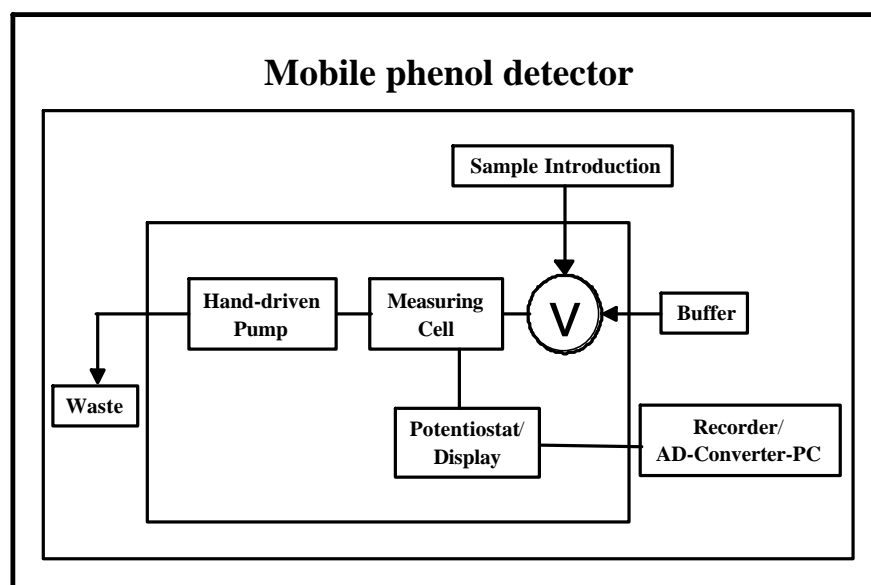 Mobile phenol detector
Sample Introduction
Hand-driven
Pump
Measuring
Cell
V
Buffer
Waste
Potentiostat/
Display
Recorder/
AD-Converter-PC